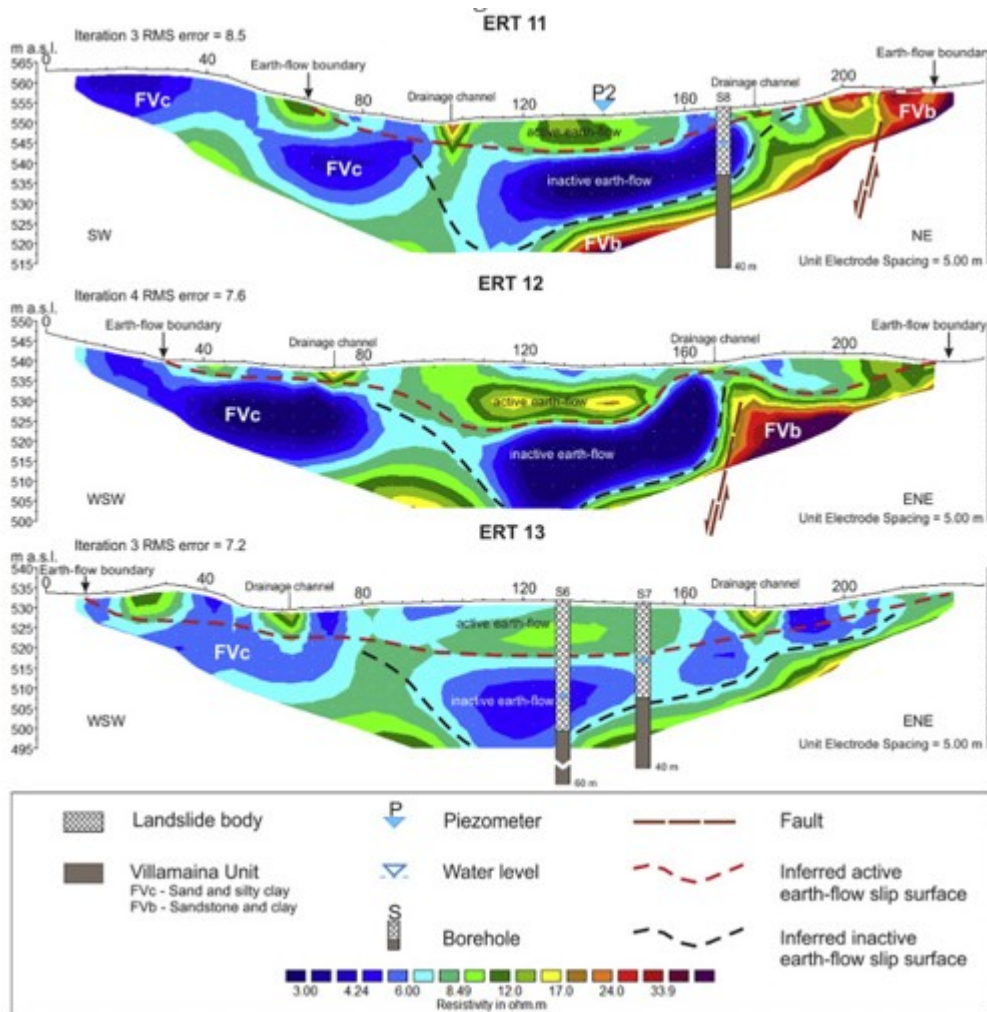 ERT 11
Iteration 3 RMS error = 8.5
m a.s.l.
Earth-flow boundary
Earth-flow boundary
Drainage channel
P2
S8
0 40 80 120 160 200
565
560
555
550
545
540
535
530
525
520
515
FVc
FVc
active earth-flow
inactive earth-flow
FVb
FVb
SW
NE
40 m
Unit Electrode Spacing = 5.00 m
ERT 12
Iteration 4 RMS error = 7.6
m a.s.l.
Earth-flow boundary
Earth-flow boundary
Drainage channel
Drainage channel
0 40 80 120 160 200
550
545
540
535
530
525
520
515
510
505
500
FVc
active earth-flow
inactive earth-flow
FVb
WSW
ENE
Unit Electrode Spacing = 5.00 m
ERT 13
Iteration 3 RMS error = 7.2
m a.s.l.
Earth-flow boundary
Drainage channel
Drainage channel
S6
S7
0 40 80 120 160 200
540
535
530
525
520
515
510
505
500
495
FVc
active earth-flow
inactive earth-flow
WSW
ENE
60 m
40 m
Unit Electrode Spacing = 5.00 m
Landslide body
P
Piezometer
Fault
Villamaina Unit
FVc - Sand and silty clay
FVb - Sandstone and clay
Water level
Inferred active
earth-flow slip surface
S
Borehole
Inferred inactive
earth-flow slip surface
3.00 4.24 6.00 8.49 12.0 17.0 24.0 33.9
Resistivity in ohm.m